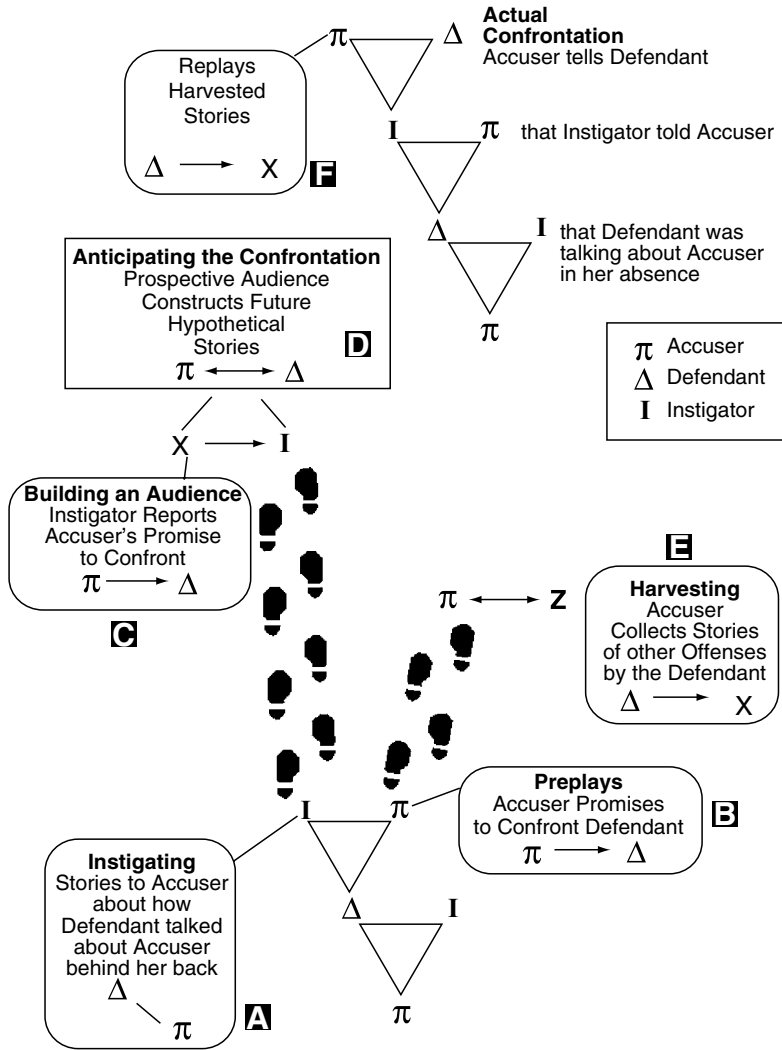 π Δ
Actual
Confrontation
Accuser tells Defendant
Replays
Harvested
Stories
Δ → X
F
I π that Instigator told Accuser
Δ I that Defendant was
talking about Accuser
in her absence
π
Anticipating the Confrontation
Prospective Audience
Constructs Future
Hypothetical
Stories
π ↔ Δ
D
π Accuser
Δ Defendant
I Instigator
X → I
Building an Audience
Instigator Reports
Accuser's Promise
to Confront
π → Δ
C
E
π ↔ Z
Harvesting
Accuser
Collects Stories
of other Offenses
by the Defendant
Δ → X
I π
Preplays
Accuser Promises
to Confront Defendant
π → Δ
B
Instigating
Stories to Accuser
about how
Defendant talked
about Accuser
behind her back
Δ
π
A
Δ I
π